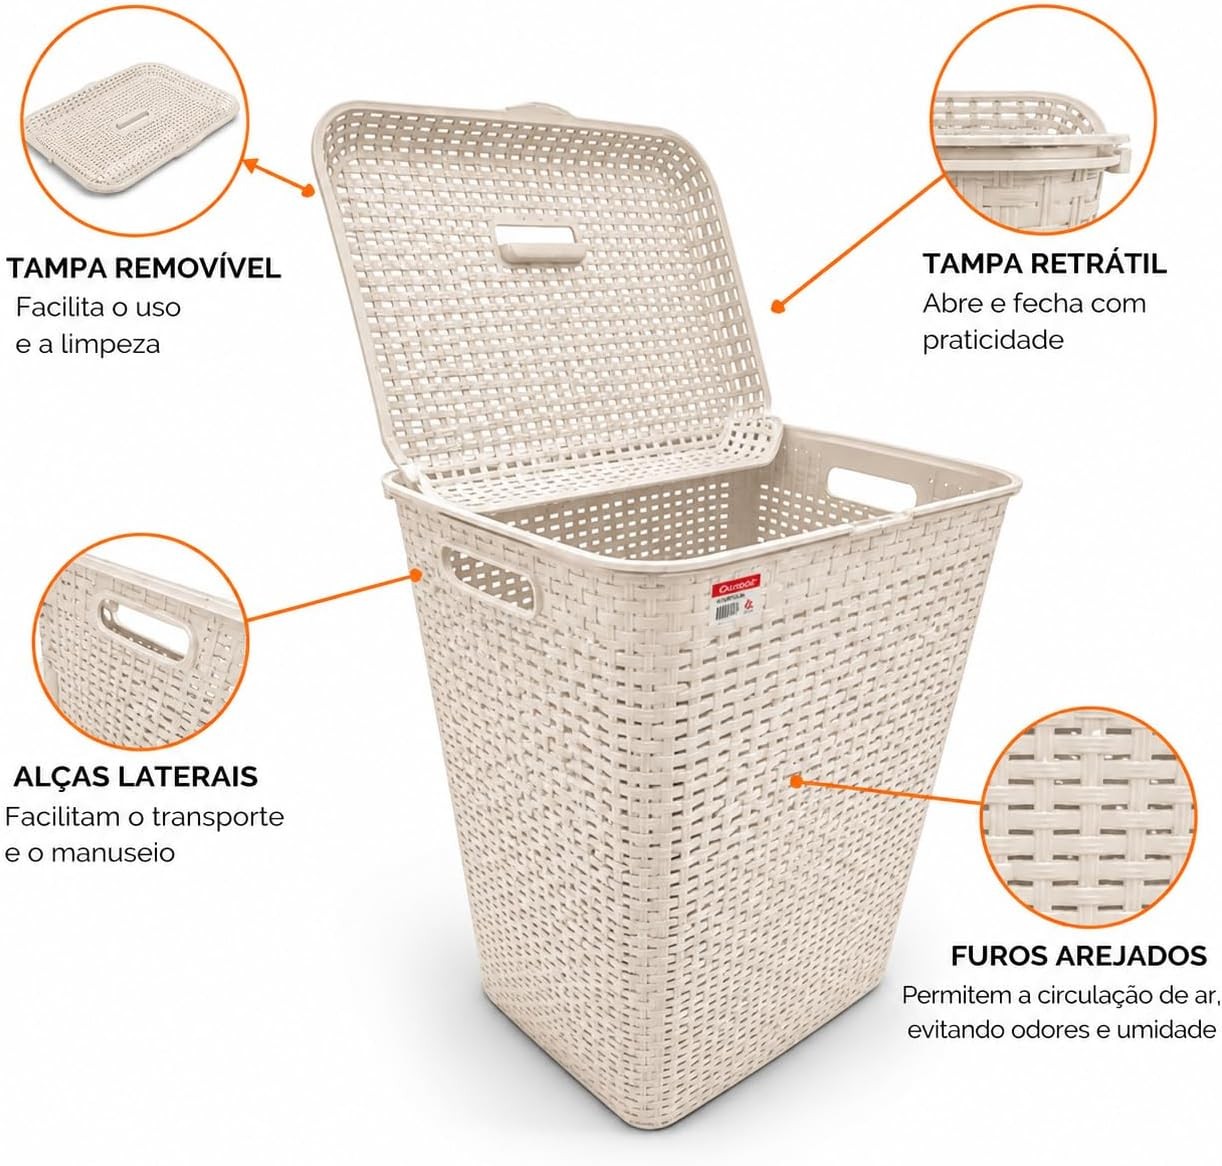 TAMPA REMOVÍVEL
Facilita o uso
e a limpeza
TAMPA RETRÁTIL
Abre e fecha com
praticidade
ALÇAS LATERAIS
Facilitam o transporte
e o manuseio
FUROS AREJADOS
Permitem a circulação de ar,
evitando odores e umidade